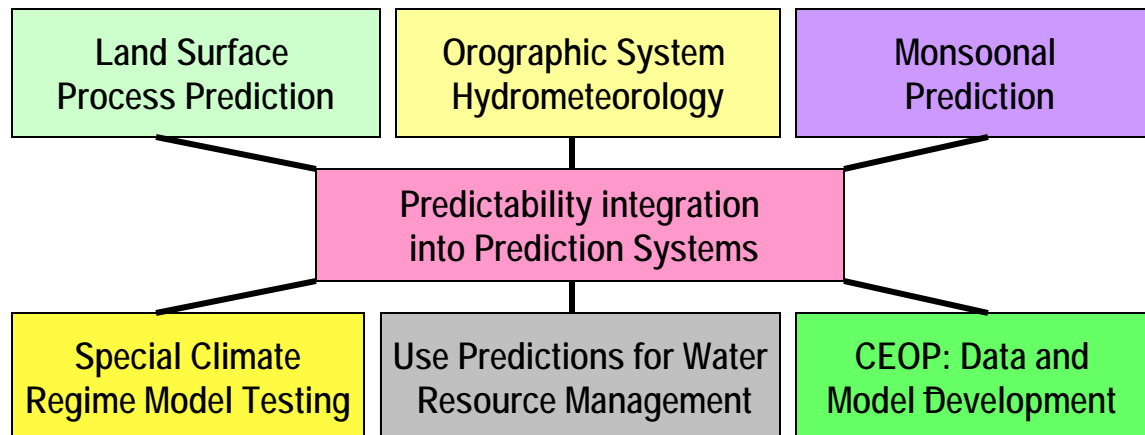 Land Surface
Process Prediction
Orographic System
Hydrometeorology
Monsoonal
Prediction
Predictability integration
into Prediction Systems
Special Climate
Regime Model Testing
Use Predictions for Water
Resource Management
CEOP: Data and
Model Development